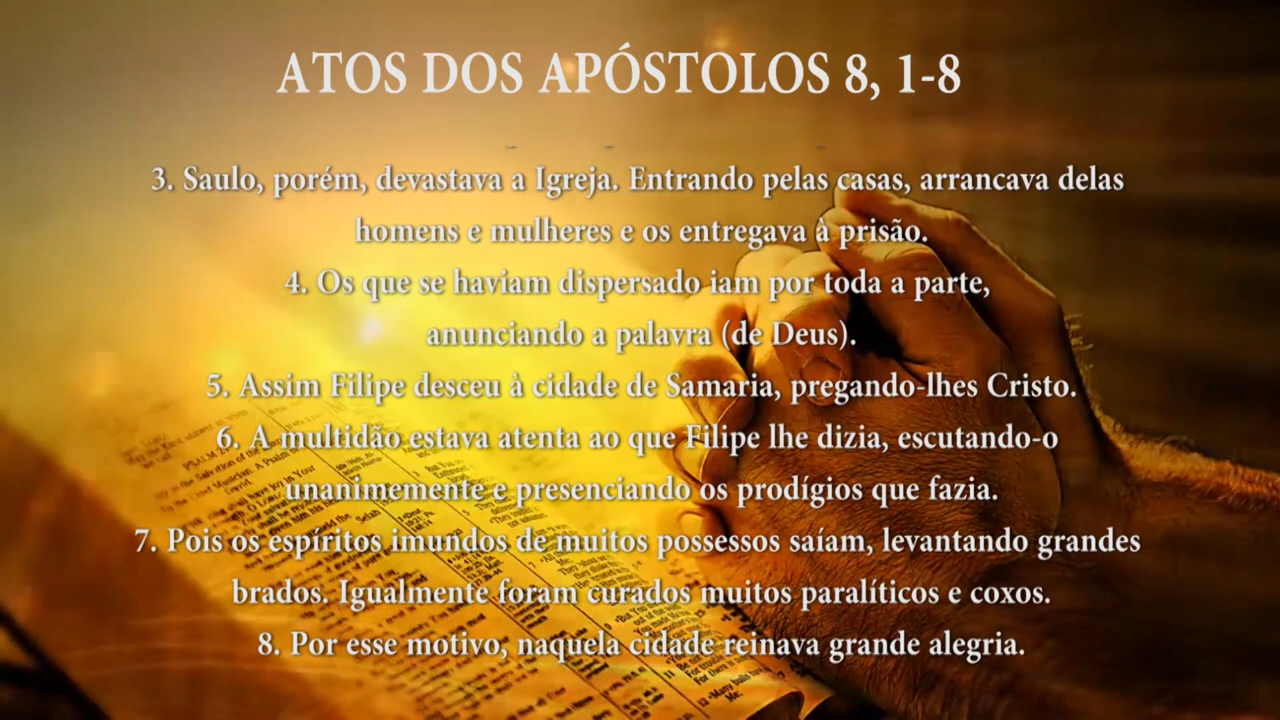 ATOS DOS APÓSTOLOS 8, 1-8
3. Saulo, porém, devastava a Igreja. Entrando pelas casas, arrancava delas
homens e mulheres e os entregava à prisão.
4. Os que se haviam dispersado iam por toda a parte,
anunciando a palavra (de Deus).
5. Assim Filipe desceu à cidade de Samaria, pregando-lhes Cristo.
6. A multidão estava atenta ao que Filipe lhe dizia, escutando-o
unanimemente e presenciando os prodígios que fazia.
7. Pois os espíritos imundos de muitos possessos saíam, levantando grandes
brados. Igualmente foram curados muitos paralíticos e coxos.
8. Por esse motivo, naquela cidade reinava grande alegria.